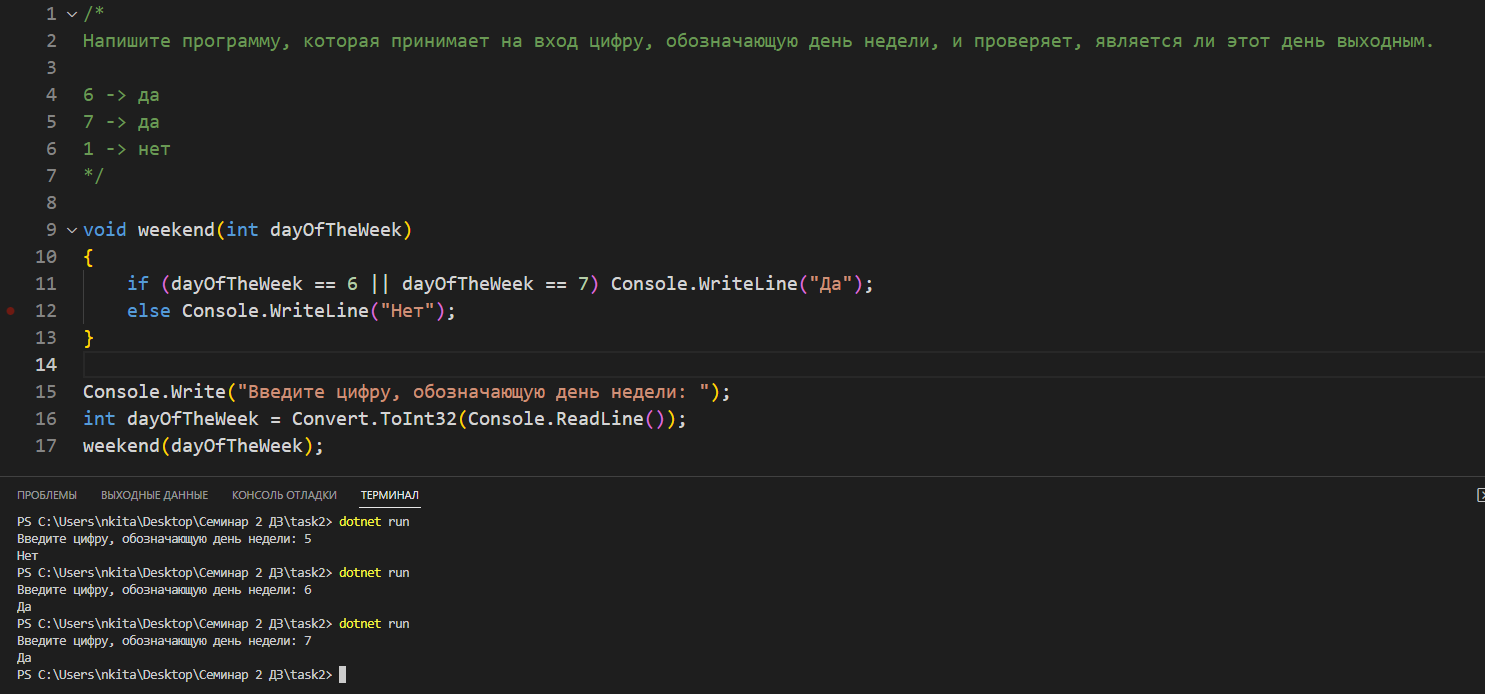 1 /*
2 Напишите программу, которая принимает на вход цифру, обозначающую день недели, и проверяет, является ли этот день выходным.
3
4 6 -> да
5 7 -> да
6 1 -> нет
7 */
8
9 void weekend(int dayOfTheWeek)
10 {
11 if (dayOfTheWeek == 6 || dayOfTheWeek == 7) Console.WriteLine("Да");
12 else Console.WriteLine("Нет");
13 }
14
15 Console.Write("Введите цифру, обозначающую день недели: ");
16 int dayOfTheWeek = Convert.ToInt32(Console.ReadLine());
17 weekend(dayOfTheWeek);
ПРОБЛЕМЫ ВЫХОДНЫЕ ДАННЫЕ КОНСОЛЬ ОТЛАДКИ ТЕРМИНАЛ
PS C:\Users\nkita\Desktop\Семинар 2 ДЗ\task2> dotnet run
Введите цифру, обозначающую день недели: 5
Нет
PS C:\Users\nkita\Desktop\Семинар 2 ДЗ\task2> dotnet run
Введите цифру, обозначающую день недели: 6
Да
PS C:\Users\nkita\Desktop\Семинар 2 ДЗ\task2> dotnet run
Введите цифру, обозначающую день недели: 7
Да
PS C:\Users\nkita\Desktop\Семинар 2 ДЗ\task2>